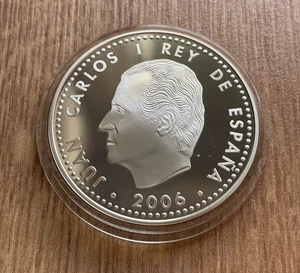 JUAN CARLOS I REY DE ESPAÑA
· 2006 ·